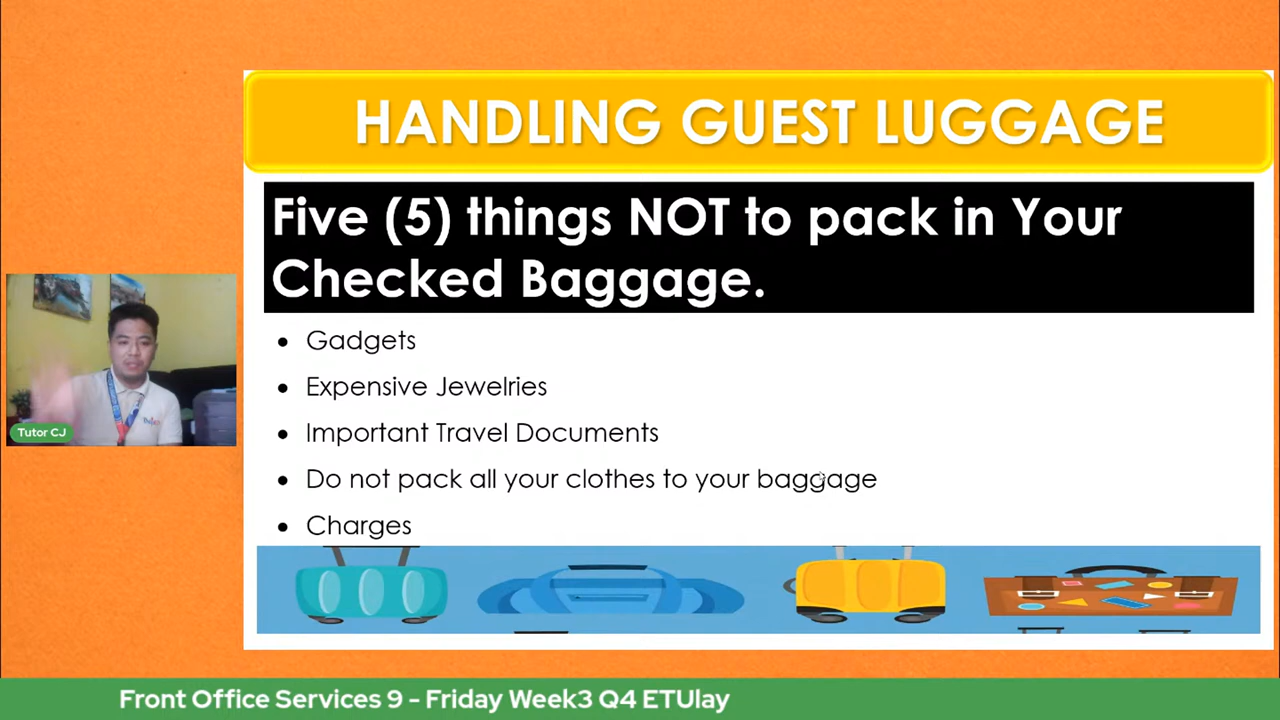 HANDLING GUEST LUGGAGE
Five (5) things NOT to pack in Your
Checked Baggage.
• Gadgets
• Expensive Jewelries
• Important Travel Documents
• Do not pack all your clothes to your baggage
• Charges
Tutor CJ
Front Office Services 9 - Friday Week3 Q4 ETUlay